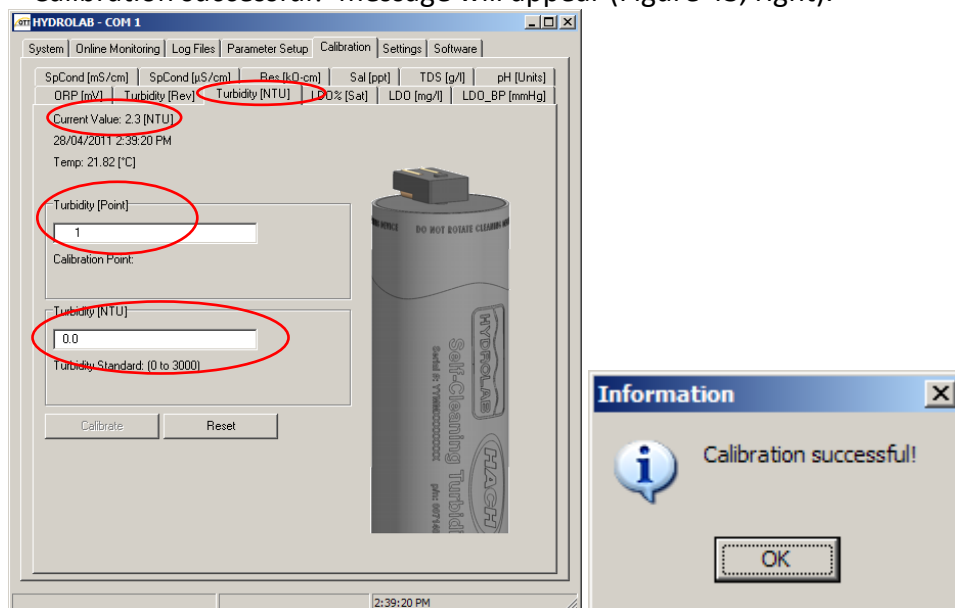 HYDROLAB - COM 1
System Online Monitoring Log Files Parameter Setup Calibration Settings Software
SpCond [mS/cm] SpCond [µS/cm] Res [kO-cm] Sal [ppt] TDS [g/l] pH [Units]
ORP [mV] Turbidity [Rev] Turbidity [NTU] LDO% [Sat] LDO [mg/l] LDO_BP [mmHg]
Current Value: 2.3 [NTU]
28/04/2011 2:39:20 PM
Temp: 21.82 [°C]
Turbidity [Point]
1
Calibration Point:
Turbidity [NTU]
0.0
Turbidity Standard: (0 to 3000)
Calibrate Reset
DO NOT ROTATE CLEANING
HYDROLAB
HACH
Self-Cleaning Turbidi
2:39:20 PM
Information
Calibration successful!
OK